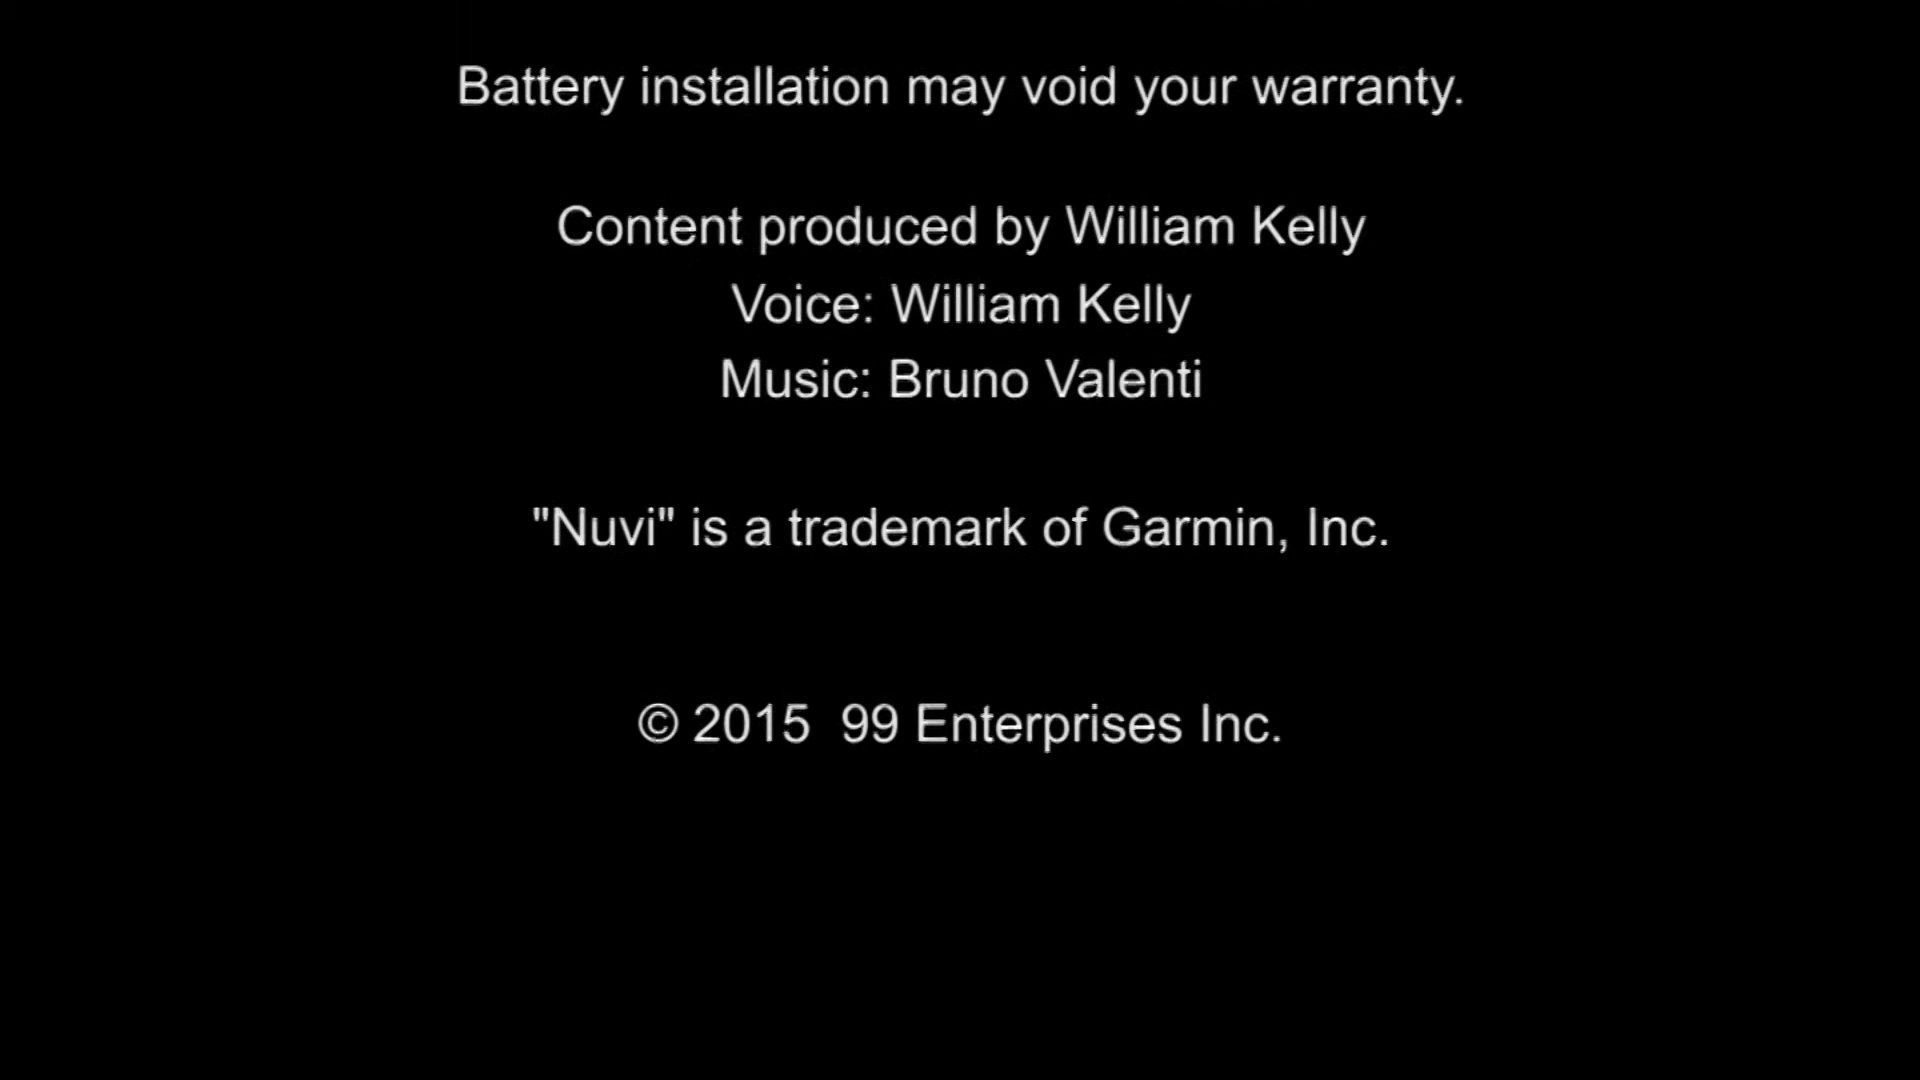 Battery installation may void your warranty.
Content produced by William Kelly
Voice: William Kelly
Music: Bruno Valenti
"Nuvi" is a trademark of Garmin, Inc.
© 2015  99 Enterprises Inc.